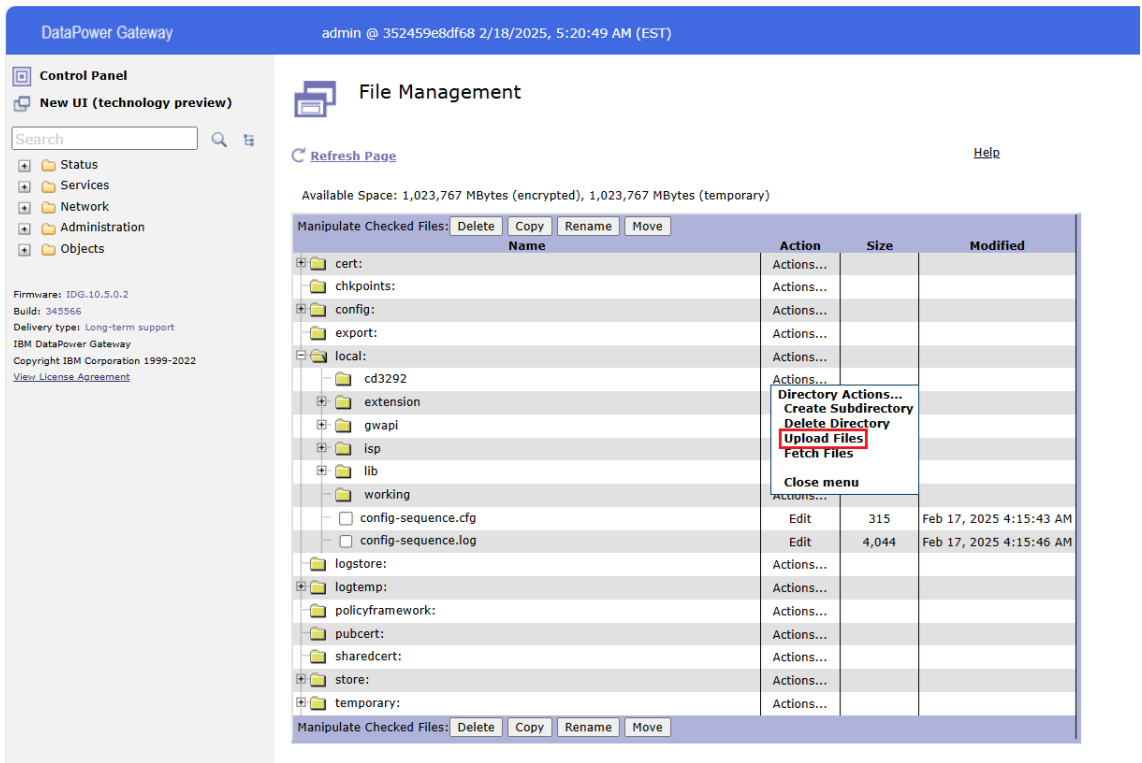 DataPower Gateway admin @ 352459e8df68 2/18/2025, 5:20:49 AM (EST)
Control Panel
New UI (technology preview)
Search
Status
Services
Network
Administration
Objects
Firmware: IDG.10.5.0.2
Build: 345566
Delivery type: Long-term support
IBM DataPower Gateway
Copyright IBM Corporation 1999-2022
View License Agreement
File Management
Refresh Page Help
Available Space: 1,023,767 MBytes (encrypted), 1,023,767 MBytes (temporary)
Manipulate Checked Files: Delete Copy Rename Move
Name Action Size Modified
cert: Actions...
chkpoints: Actions...
config: Actions...
export: Actions...
local: Actions...
cd3292 Actions...
extension
gwapi
isp
lib
working Actions...
Directory Actions...
Create Subdirectory
Delete Directory
Upload Files
Fetch Files
Close menu
config-sequence.cfg Edit 315 Feb 17, 2025 4:15:43 AM
config-sequence.log Edit 4,044 Feb 17, 2025 4:15:46 AM
logstore: Actions...
logtemp: Actions...
policyframework: Actions...
pubcert: Actions...
sharedcert: Actions...
store: Actions...
temporary: Actions...
Manipulate Checked Files: Delete Copy Rename Move